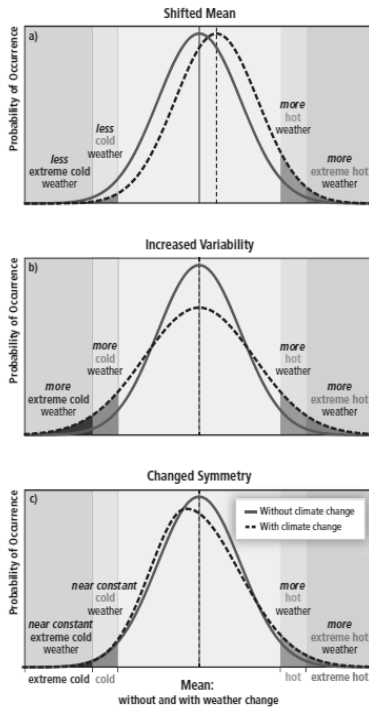 Shifted Mean
a)
Probability of Occurrence
less
extreme cold
weather
less
cold
weather
more
hot
weather
more
extreme hot
weather
Increased Variability
b)
Probability of Occurrence
more
extreme cold
weather
more
cold
weather
more
hot
weather
more
extreme hot
weather
Changed Symmetry
c)
Probability of Occurrence
Without climate change
With climate change
near constant
extreme cold
weather
near constant
cold
weather
more
hot
weather
more
extreme hot
weather
extreme cold
cold
Mean:
without and with weather change
hot
extreme hot